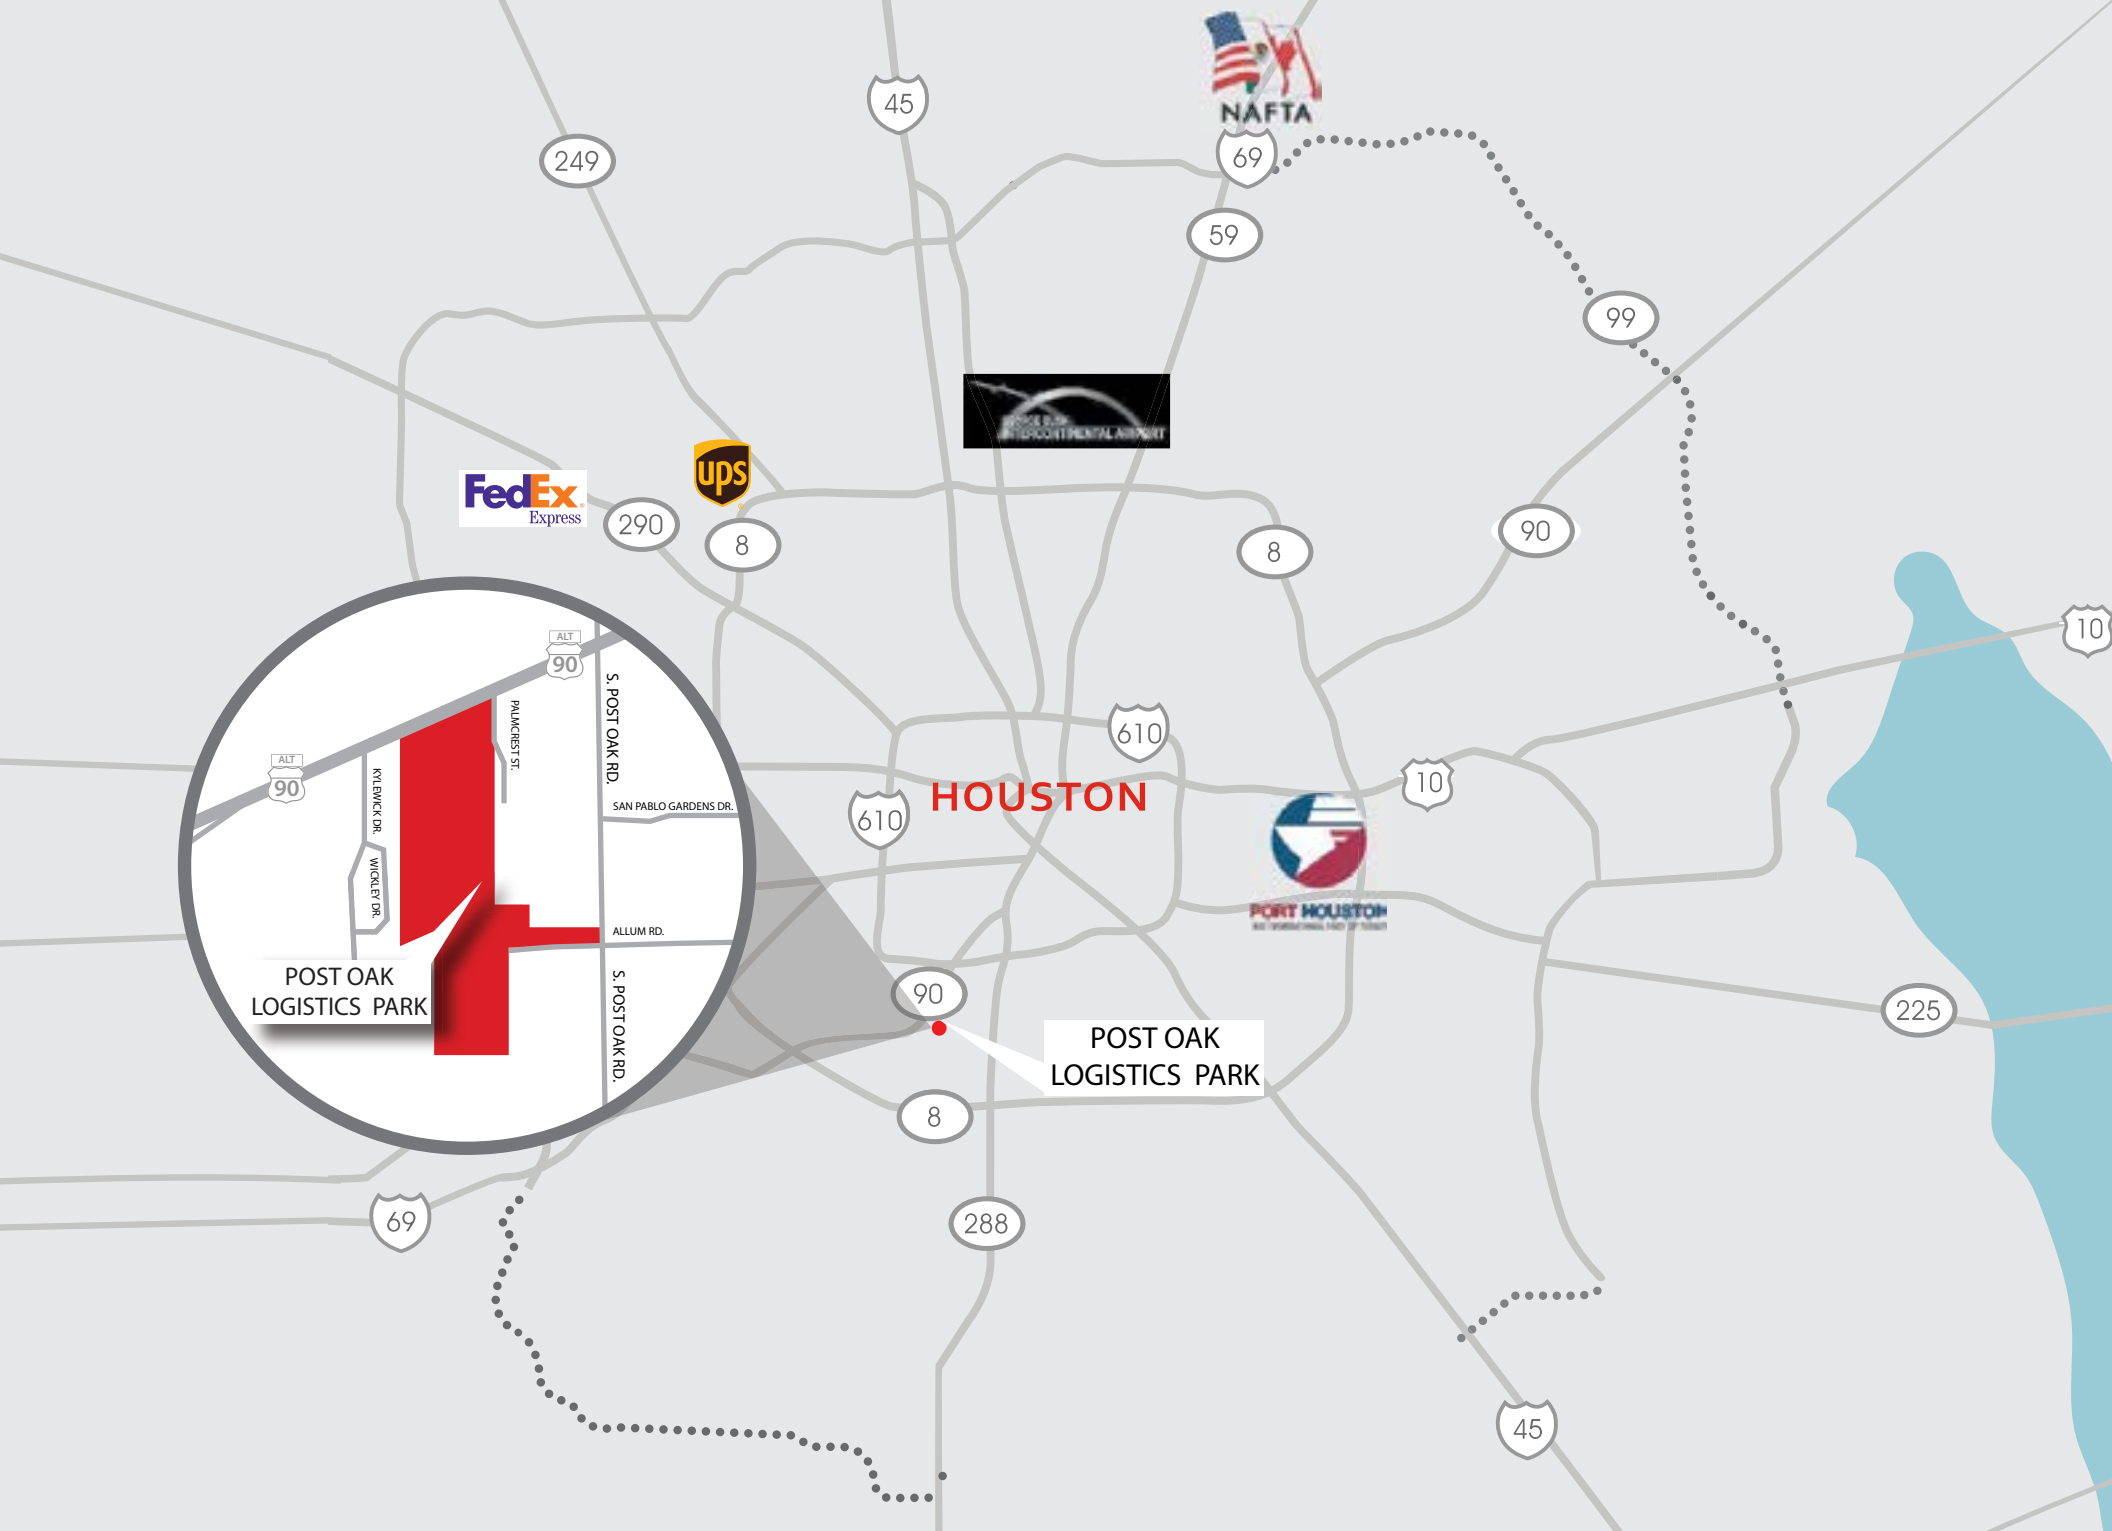 NAFTA
45
69
249
59
99
INTERCONTINENTAL AIRPORT
ups
FedEx
Express
290
8
8
90
10
ALT
90
S. POST OAK RD.
PALMCREST ST.
610
ALT
90
KYLEWICK DR.
10
HOUSTON
SAN PABLO GARDENS DR.
610
WICKLEY DR.
PORT HOUSTON
ALLUM RD.
POST OAK
LOGISTICS PARK
S. POST OAK RD.
90
225
POST OAK
LOGISTICS PARK
8
69
288
45